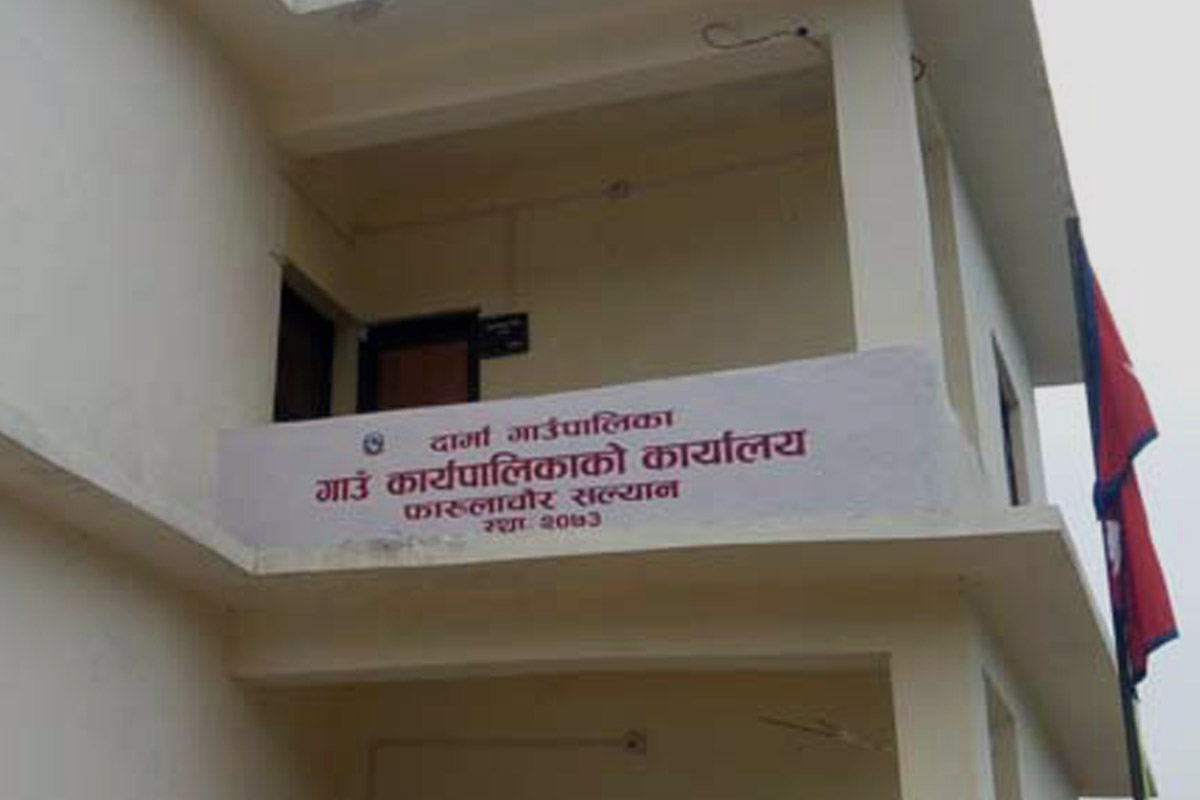 दार्मा गाउँपालिका
गाउँ कार्यपालिकाको कार्यालय
फारुलाचौर सल्यान
स्था २०७३